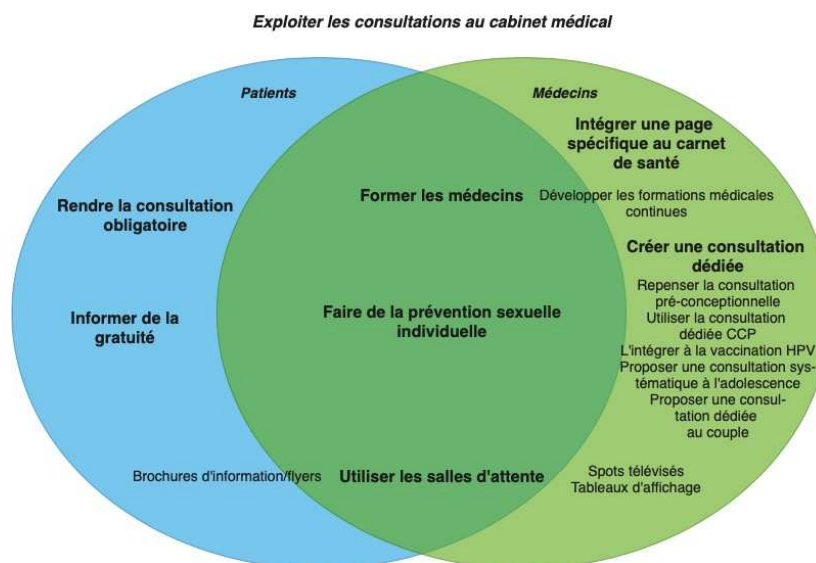 Exploiter les consultations au cabinet médical
Patients
Médecins
Intégrer une page
spécifique au carnet
de santé
Rendre la consultation
obligatoire
Former les médecins
Développer les formations médicales
continues
Créer une consultation
dédiée
Repenser la consultation
pré-conceptionnelle
Utiliser la consultation
dédiée CCP
L'intégrer à la vaccination HPV
Proposer une consultation sys-
tématique à l'adolescence
Proposer une consul-
tation dédiée
au couple
Informer de la
gratuité
Faire de la prévention sexuelle
individuelle
Brochures d'information/flyers
Utiliser les salles d'attente
Spots télévisés
Tableaux d'affichage